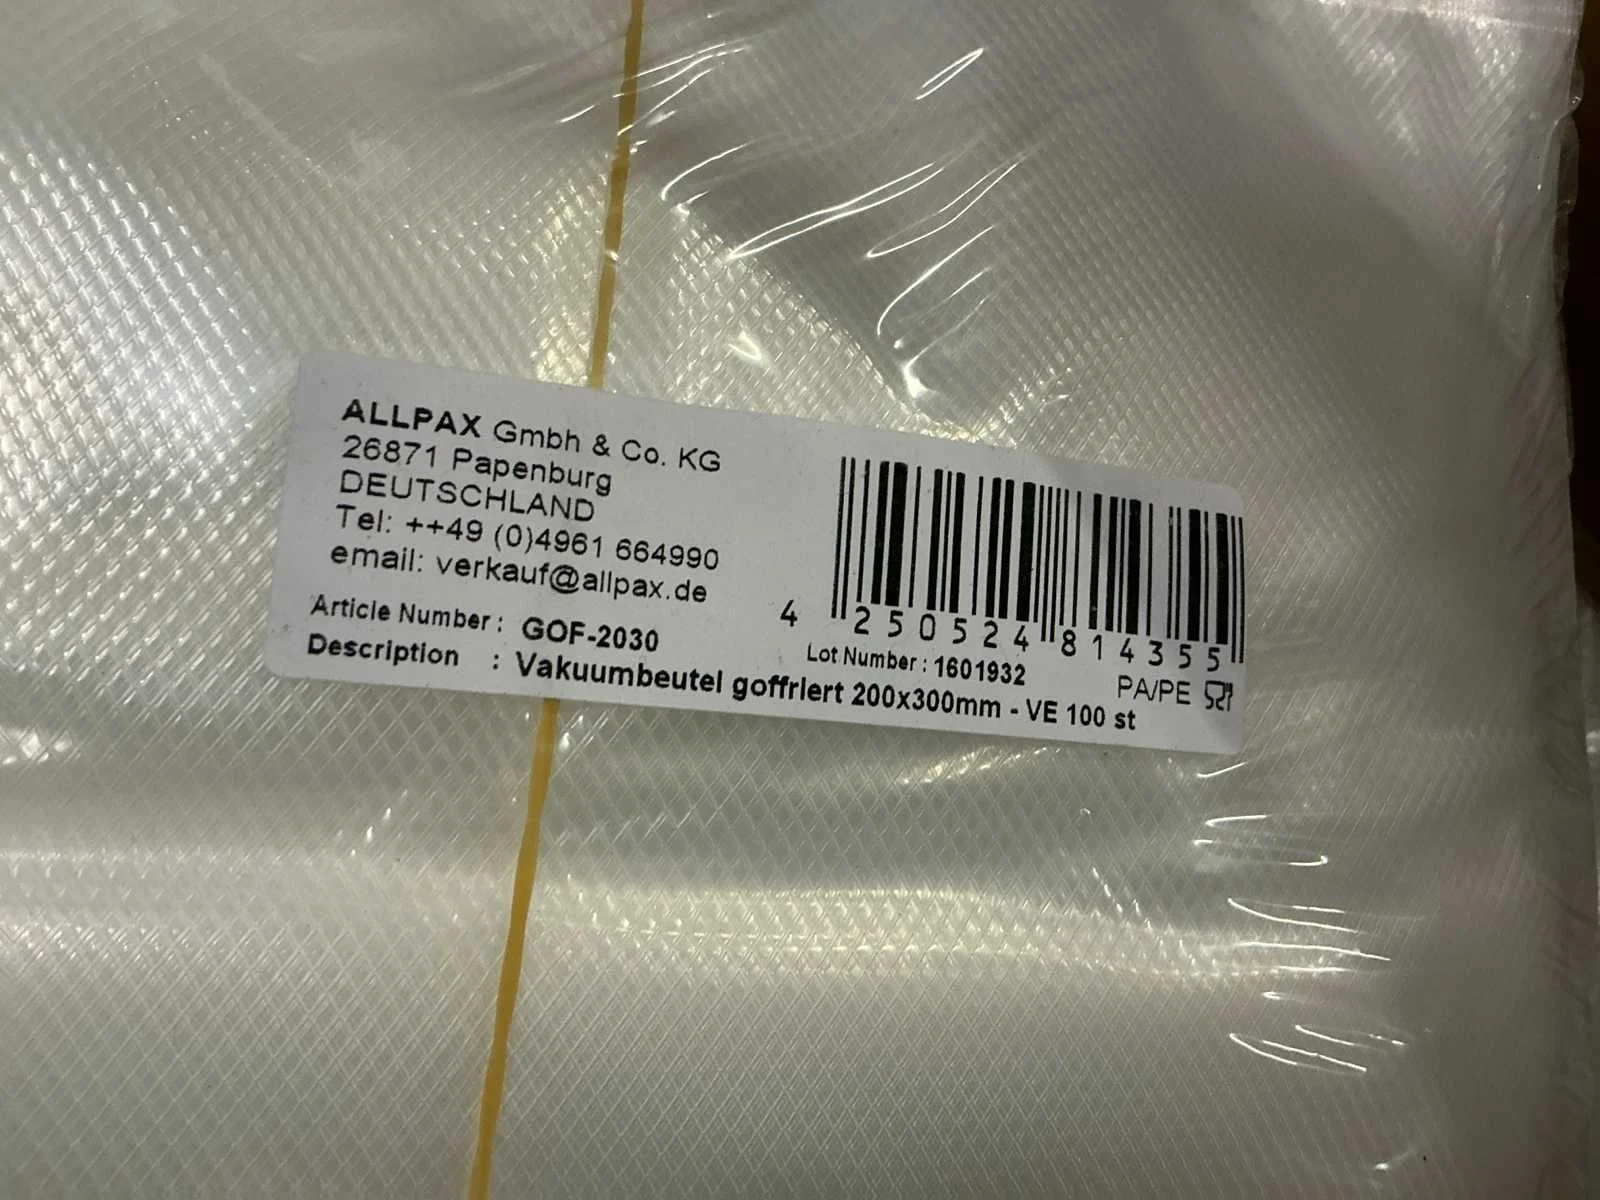 ALLPAX Gmbh & Co. KG
26871 Papenburg
DEUTSCHLAND
Tel: ++49 (0)4961 664990
email: verkauf@allpax.de
Article Number : GOF-2030
Description : Vakuumbeutel goffriert 200x300mm - VE 100 st
4 250524 814355
Lot Number : 1601932
PA/PE